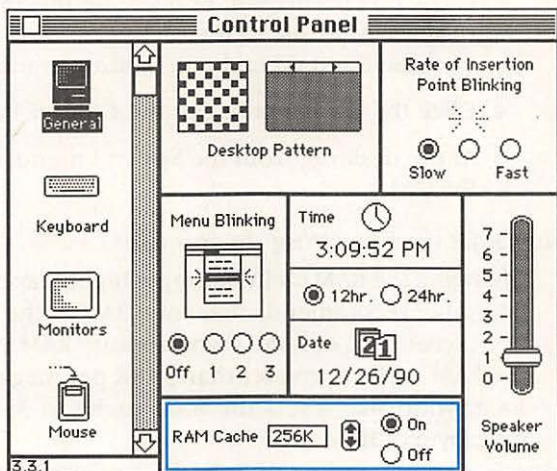 Control Panel
General
Keyboard
Monitors
Mouse
3.3.1
Desktop Pattern
Rate of Insertion
Point Blinking
Slow Fast
Menu Blinking
Off 1 2 3
Time
3:09:52 PM
12hr. 24hr.
Date
21
12/26/90
7
6
5
4
3
2
1
0
Speaker
Volume
RAM Cache 256K
On
Off